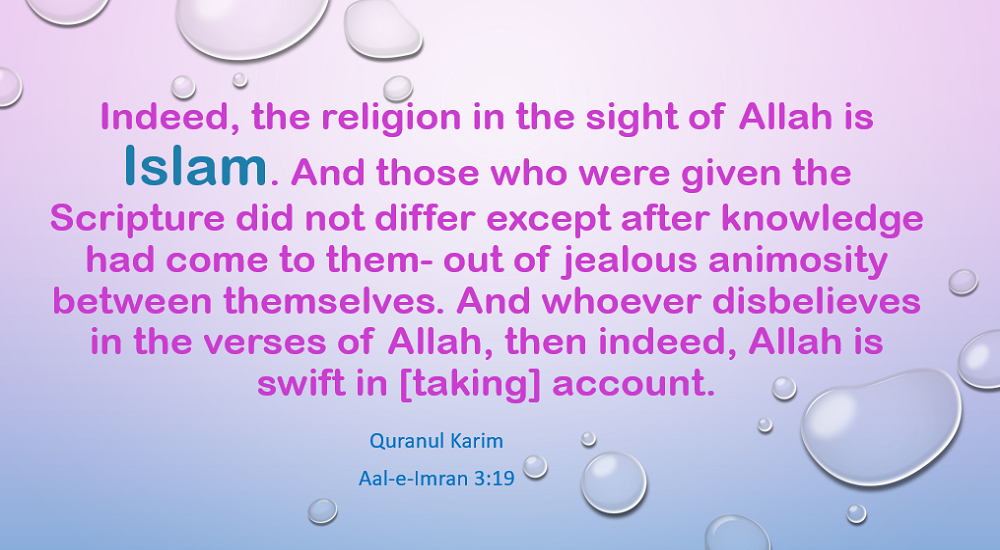 Indeed, the religion in the sight of Allah is
Islam. And those who were given the
Scripture did not differ except after knowledge
had come to them- out of jealous animosity
between themselves. And whoever disbelieves
in the verses of Allah, then indeed, Allah is
swift in [taking] account.
Quranul Karim
Aal-e-Imran 3:19